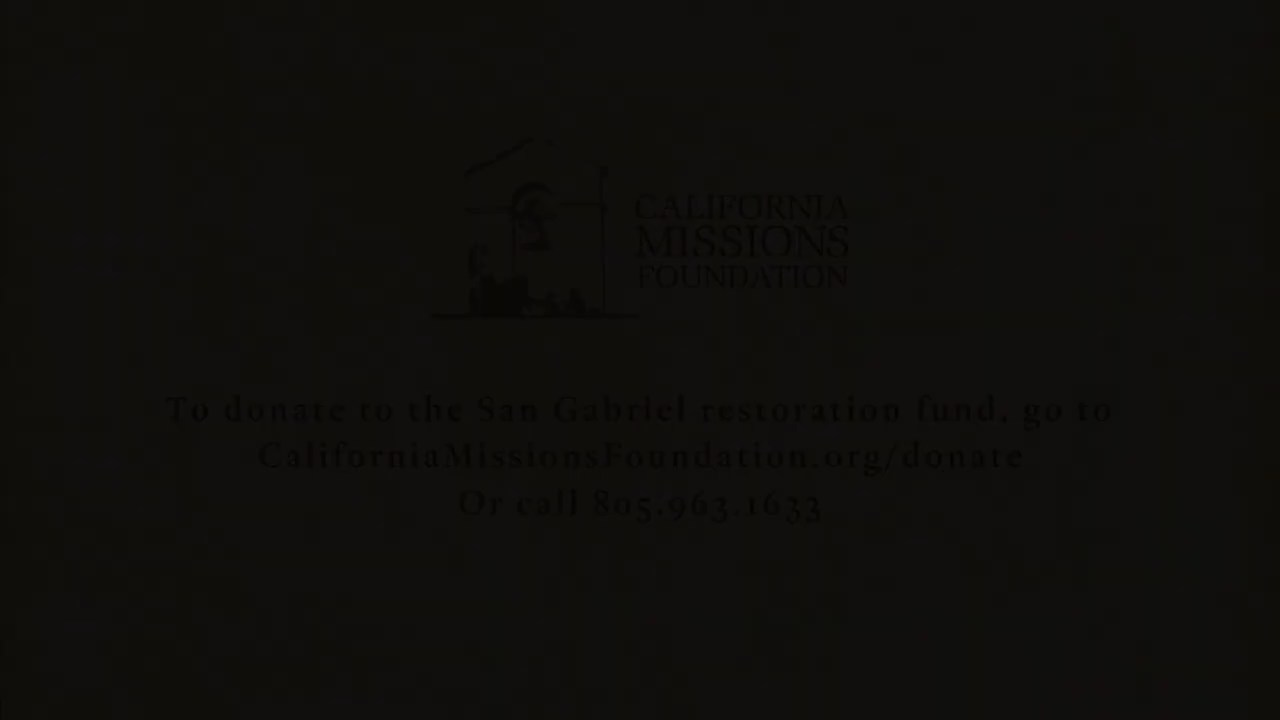 CALIFORNIA
MISSIONS
FOUNDATION
To donate to the San Gabriel restoration fund, go to
CaliforniaMissionsFoundation.org/donate
Or call 805.963.1633